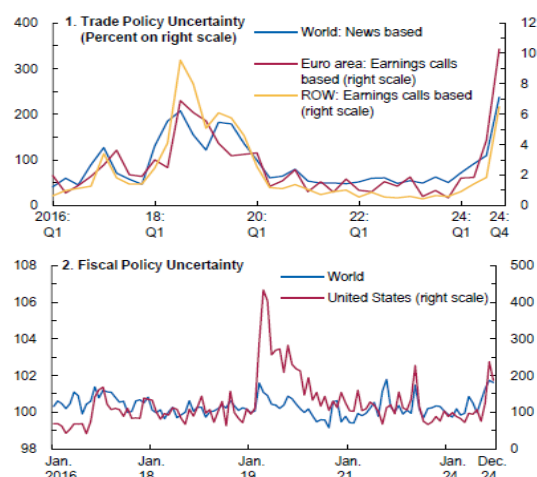 1. Trade Policy Uncertainty
(Percent on right scale)
World: News based
Euro area: Earnings calls
based (right scale)
ROW: Earnings calls based
(right scale)
400
300
200
100
0
12
10
8
6
4
2
0
2016:
Q1
18:
Q1
20:
Q1
22:
Q1
24:
Q1
24:
Q4
2. Fiscal Policy Uncertainty
World
United States (right scale)
108
106
104
102
100
98
500
400
300
200
100
0
Jan.
2016
Jan.
18
Jan.
19
Jan.
21
Jan.
24
Dec.
24